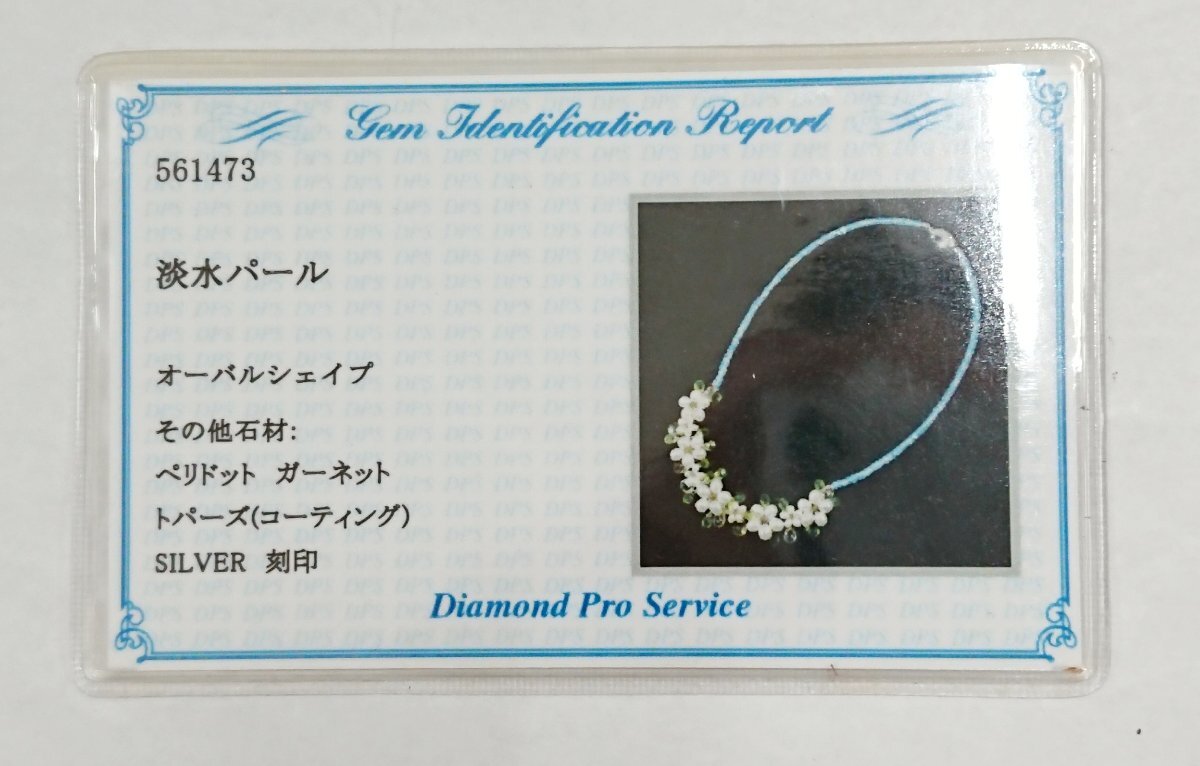 Gem Identification Report
561473
淡水パール
オーバルシェイプ
その他石材:
ペリドット ガーネット
トパーズ(コーティング)
SILVER 刻印
Diamond Pro Service